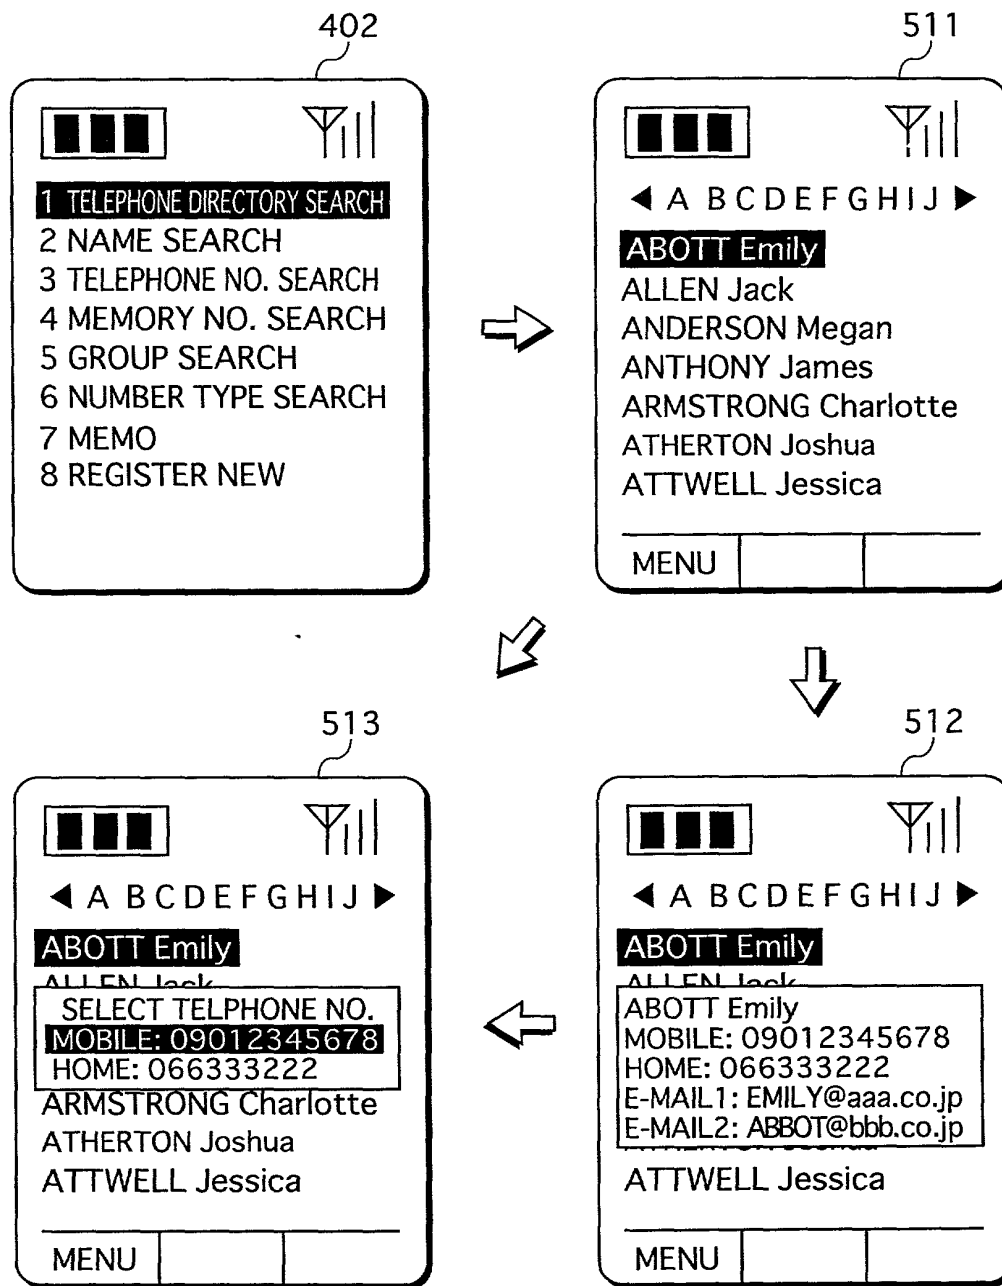 402
1 TELEPHONE DIRECTORY SEARCH
2 NAME SEARCH
3 TELEPHONE NO. SEARCH
4 MEMORY NO. SEARCH
5 GROUP SEARCH
6 NUMBER TYPE SEARCH
7 MEMO
8 REGISTER NEW
511
◀ A B C D E F G H I J ▶
ABOTT Emily
ALLEN Jack
ANDERSON Megan
ANTHONY James
ARMSTRONG Charlotte
ATHERTON Joshua
ATTWELL Jessica
MENU
513
◀ A B C D E F G H I J ▶
ABOTT Emily
ALLEN Jack
SELECT TELPHONE NO.
MOBILE: 09012345678
HOME: 066333222
ARMSTRONG Charlotte
ATHERTON Joshua
ATTWELL Jessica
MENU
512
◀ A B C D E F G H I J ▶
ABOTT Emily
ALLEN Jack
ABOTT Emily
MOBILE: 09012345678
HOME: 066333222
E-MAIL1: EMILY@aaa.co.jp
E-MAIL2: ABBOT@bbb.co.jp
ATTWELL Jessica
MENU